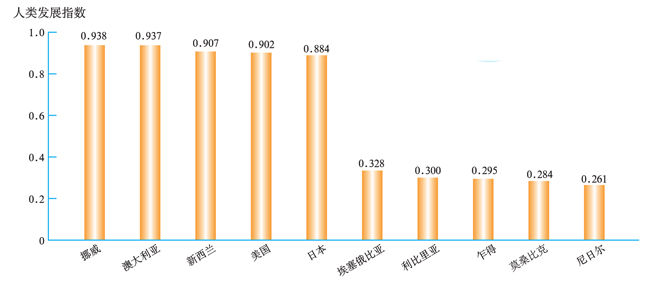 人类发展指数
1.0
0.8
0.6
0.4
0.2
0
0.938
0.937
0.907
0.902
0.884
0.328
0.300
0.295
0.284
0.261
挪威
澳大利亚
新西兰
美国
日本
埃塞俄比亚
利比里亚
乍得
莫桑比克
尼日尔